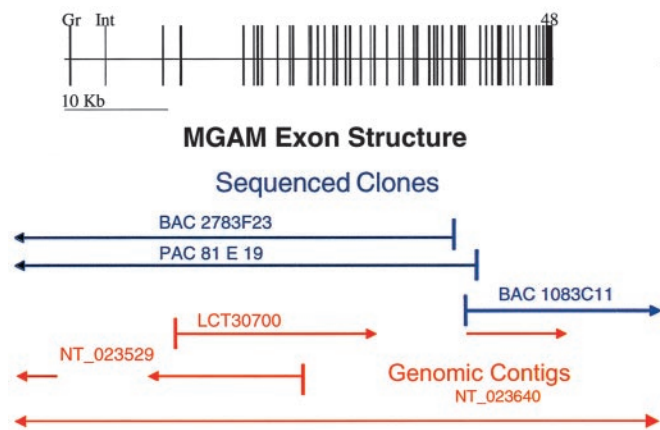 Gr Int 48
10 Kb
MGAM Exon Structure
Sequenced Clones
BAC 2783F23
PAC 81 E 19
BAC 1083C11
LCT30700
NT_023529
Genomic Contigs
NT_023640